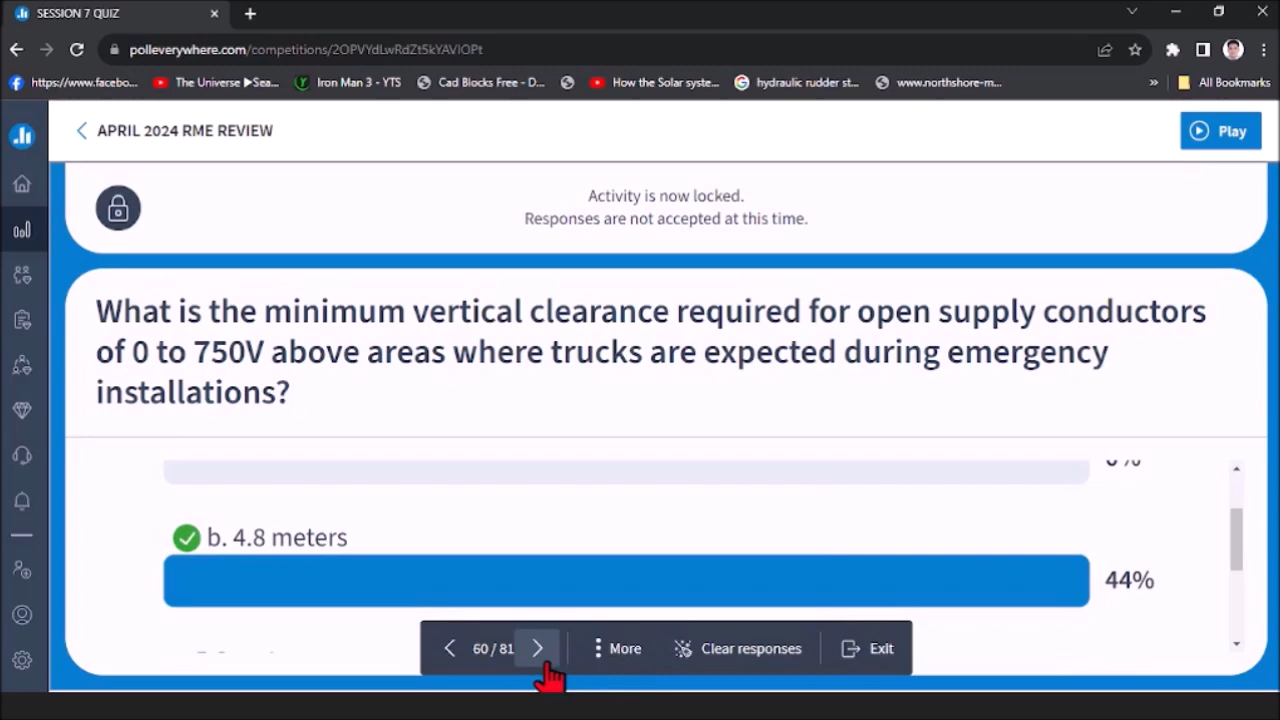 SESSION 7 QUIZ
polleverywhere.com/competitions/2OPVYdLwRdZt5kYAVIOPt
https://www.facebo... The Universe ▶Sea... Iron Man 3 - YTS Cad Blocks Free - D... How the Solar syste... hydraulic rudder st... www.northshore-m... » All Bookmarks
APRIL 2024 RME REVIEW
Play
Activity is now locked.
Responses are not accepted at this time.
What is the minimum vertical clearance required for open supply conductors
of 0 to 750V above areas where trucks are expected during emergency
installations?
b. 4.8 meters
44%
60 / 81 More Clear responses Exit